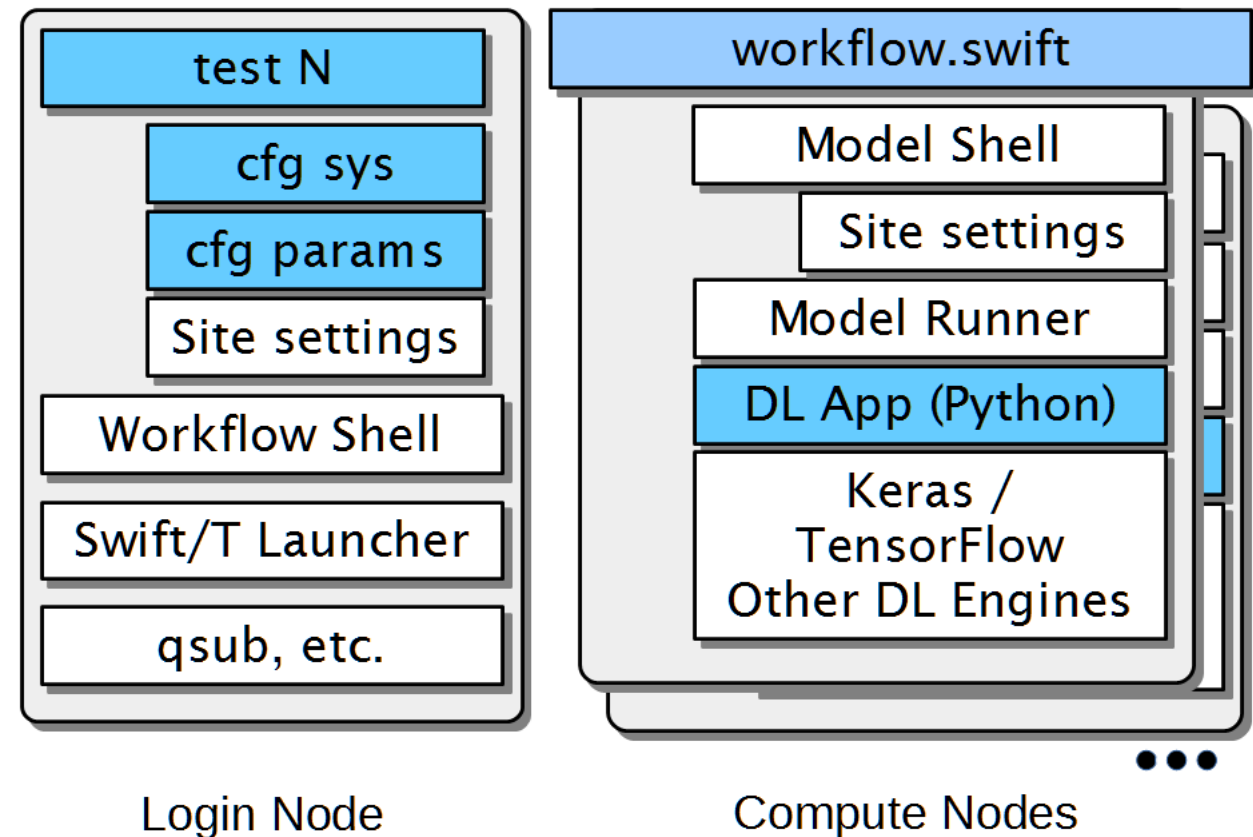 test N
cfg sys
cfg params
Site settings
Workflow Shell
Swift/T Launcher
qsub, etc.
Login Node
workflow.swift
Model Shell
Site settings
Model Runner
DL App (Python)
Keras /
TensorFlow
Other DL Engines
Compute Nodes